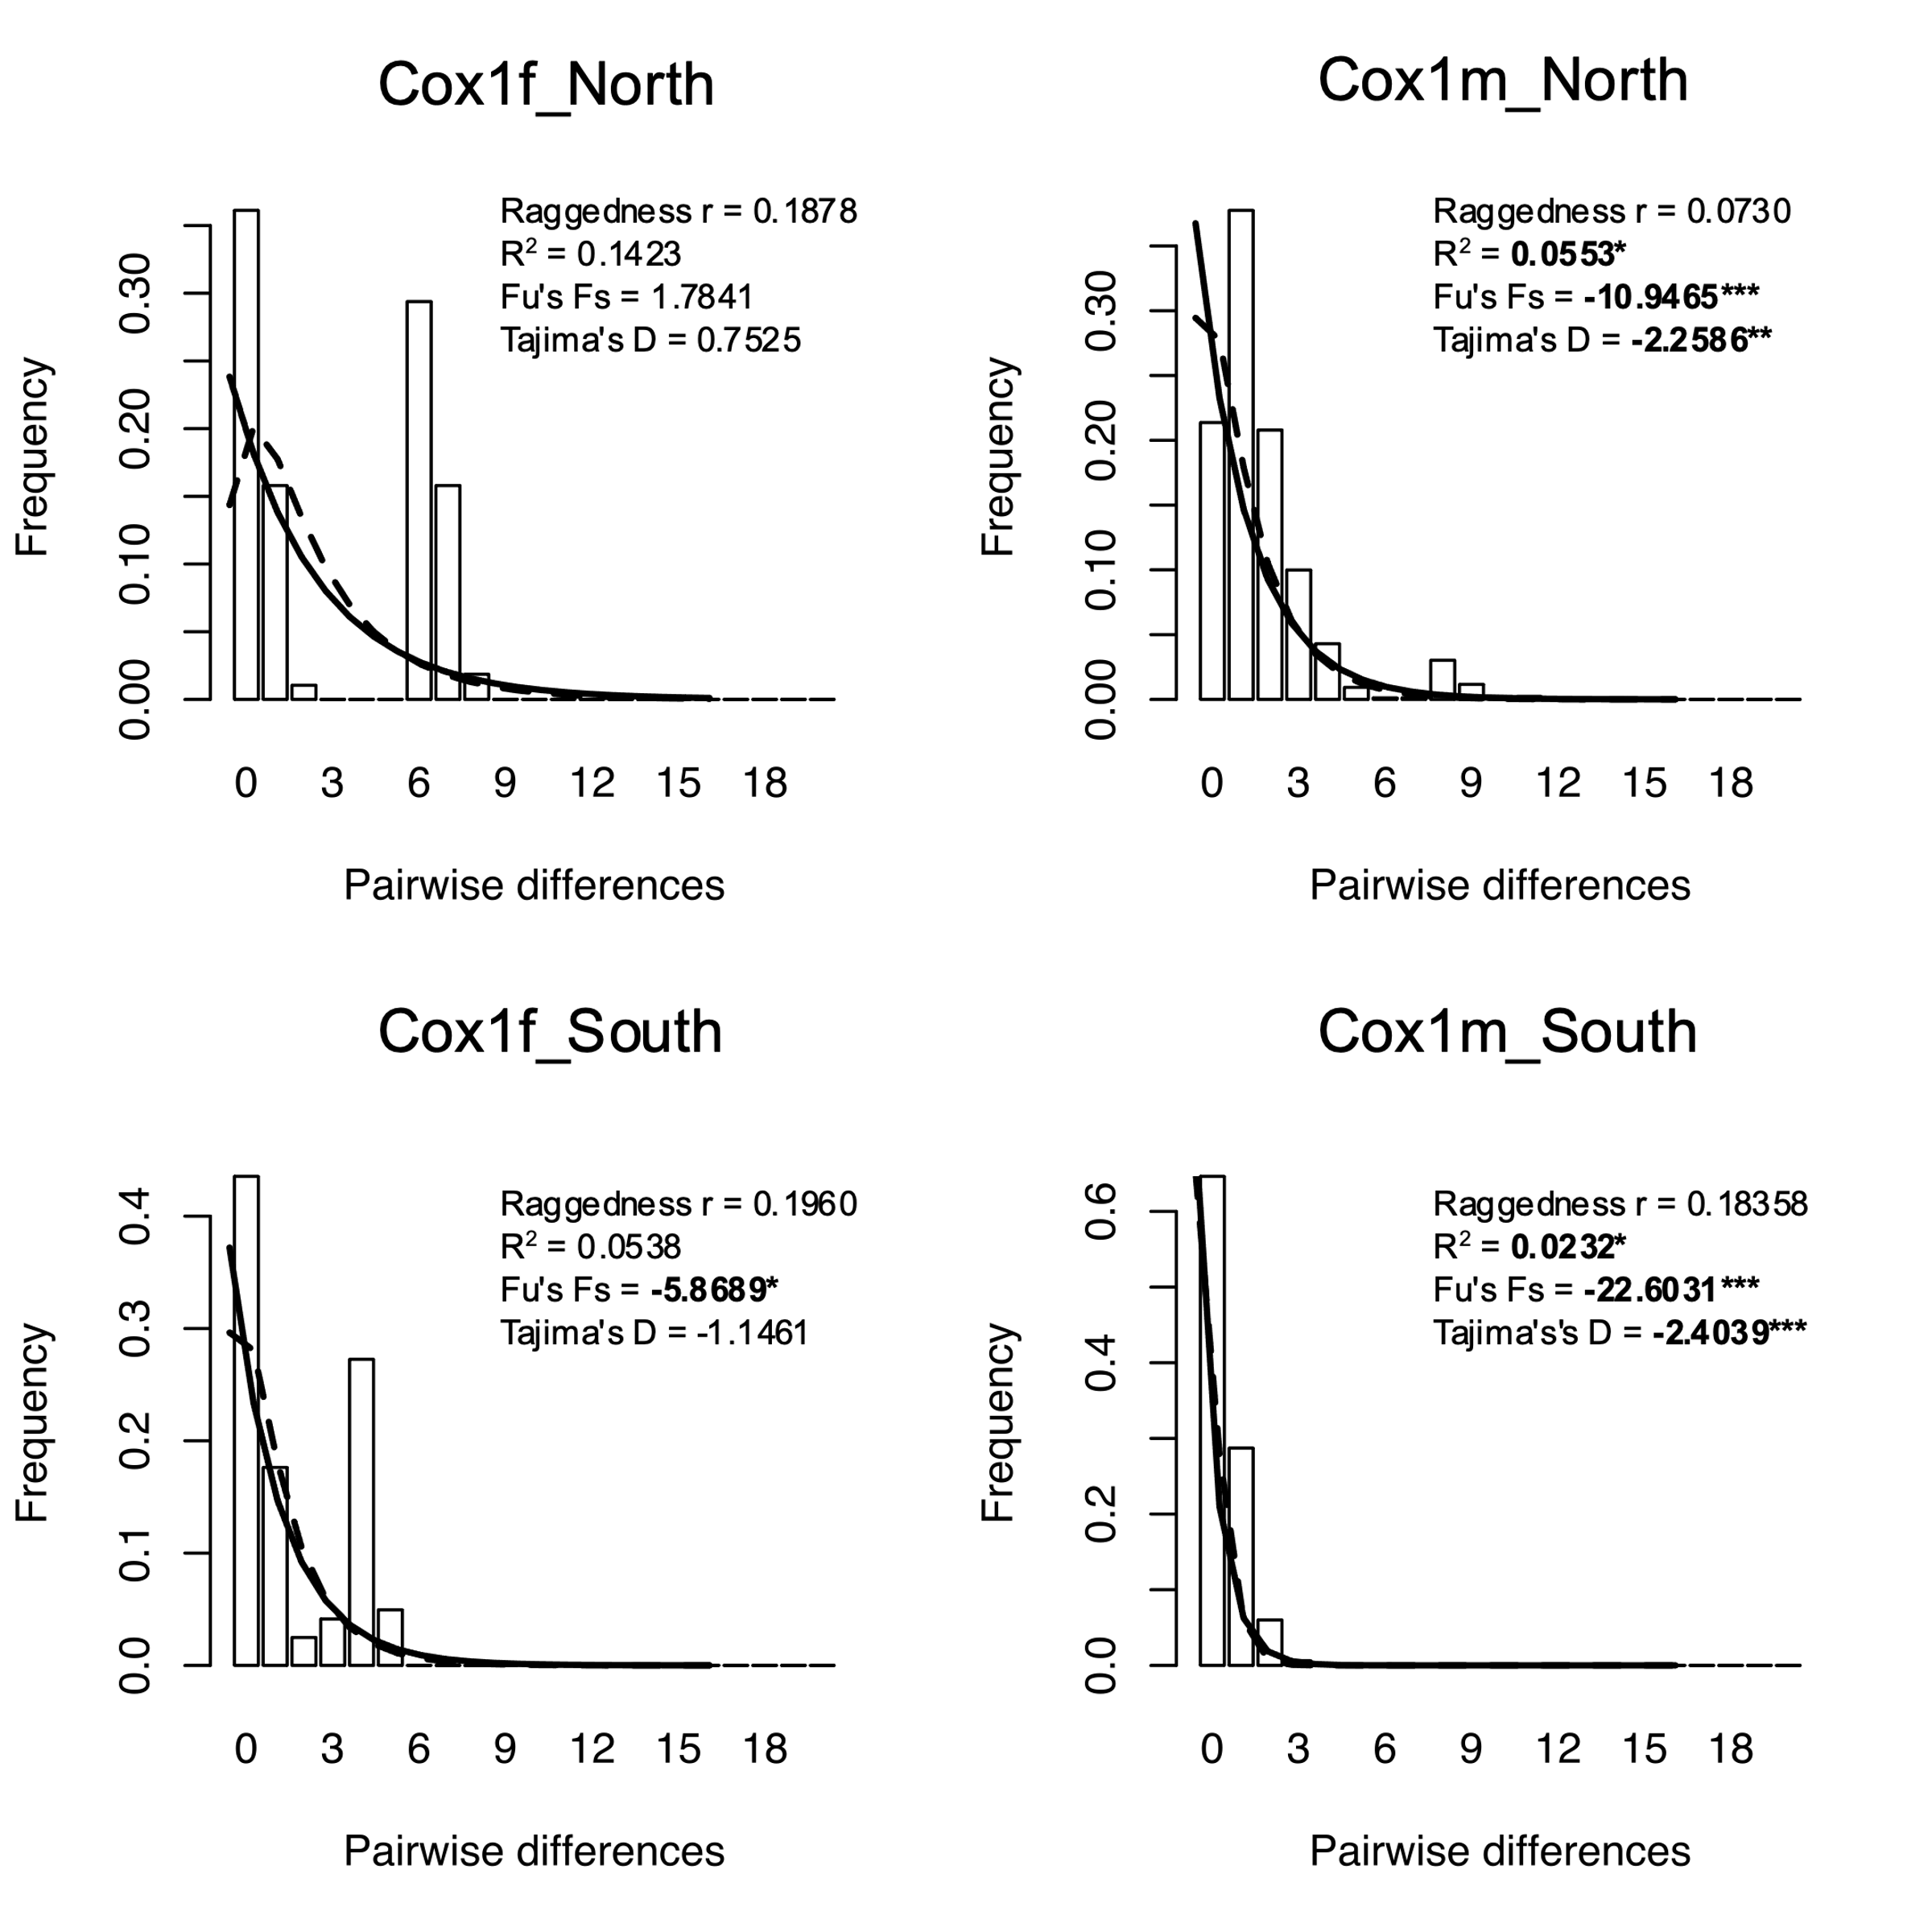 Cox1f_North
Raggedness r = 0.1878
R² = 0.1423
Fu's Fs = 1.7841
Tajima's D = 0.7525
Frequency
0.00 0.10 0.20 0.30
0 3 6 9 12 15 18
Pairwise differences
Cox1m_North
Raggedness r = 0.0730
R² = 0.0553*
Fu's Fs = -10.9465***
Tajima's D = -2.2586**
Frequency
0.00 0.10 0.20 0.30
0 3 6 9 12 15 18
Pairwise differences
Cox1f_South
Raggedness r = 0.1960
R² = 0.0538
Fu's Fs = -5.8689*
Tajima's D = -1.1461
Frequency
0.0 0.1 0.2 0.3 0.4
0 3 6 9 12 15 18
Pairwise differences
Cox1m_South
Raggedness r = 0.18358
R² = 0.0232*
Fu's Fs = -22.6031***
Tajima's's D = -2.4039***
Frequency
0.0 0.2 0.4 0.6
0 3 6 9 12 15 18
Pairwise differences